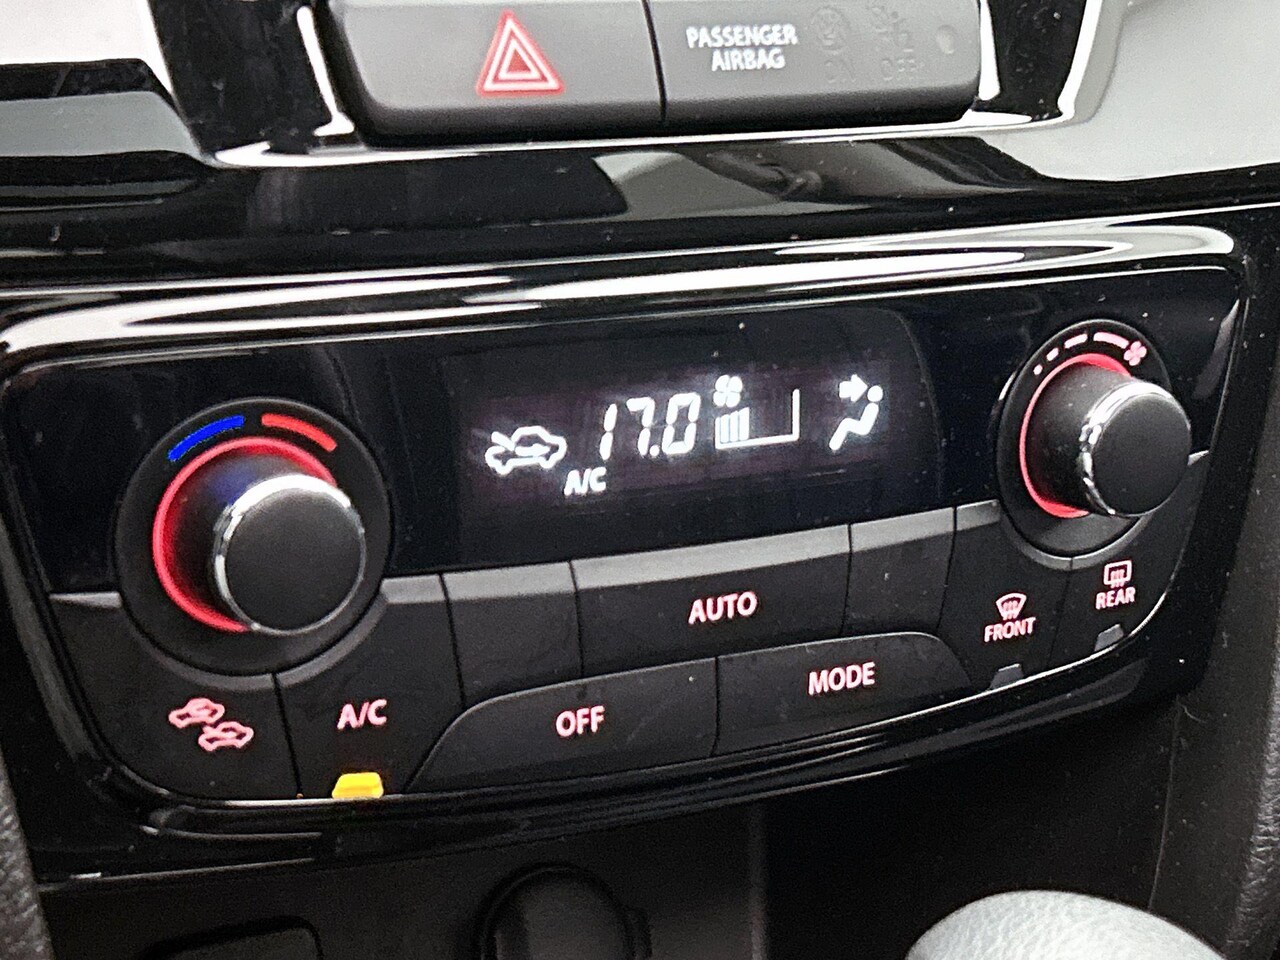 PASSENGER
AIRBAG
ON OFF
17.0
A/C
AUTO
FRONT
REAR
A/C
OFF
MODE